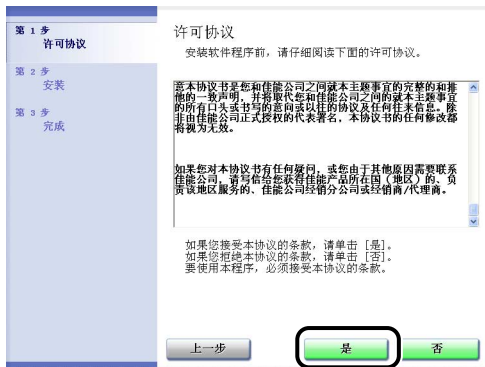 第 1 步
许可协议
第 2 步
安装
第 3 步
完成
许可协议
安装软件程序前，请仔细阅读下面的许可协议。
意本协议书是您和佳能公司之间就本主题事宜的完整的和排
他的一致声明，并将取代您和佳能公司之间的就本主题事宜
的所有口头或书写的意向或以往的协议及任何往来信息。除
非由佳能公司正式授权的代表署名，本协议书的任何修改都
将视为无效。
如果您对本协议书有任何疑问，或您由于其他原因需要联系
佳能公司，请写信给您获得佳能产品所在国（地区）的、负
责该地区服务的、佳能公司经销分公司或经销商/代理商。
如果您接受本协议的条款，请单击 [是]。
如果您拒绝本协议的条款，请单击 [否]。
要使用本程序，必须接受本协议的条款。
上一步
是
否